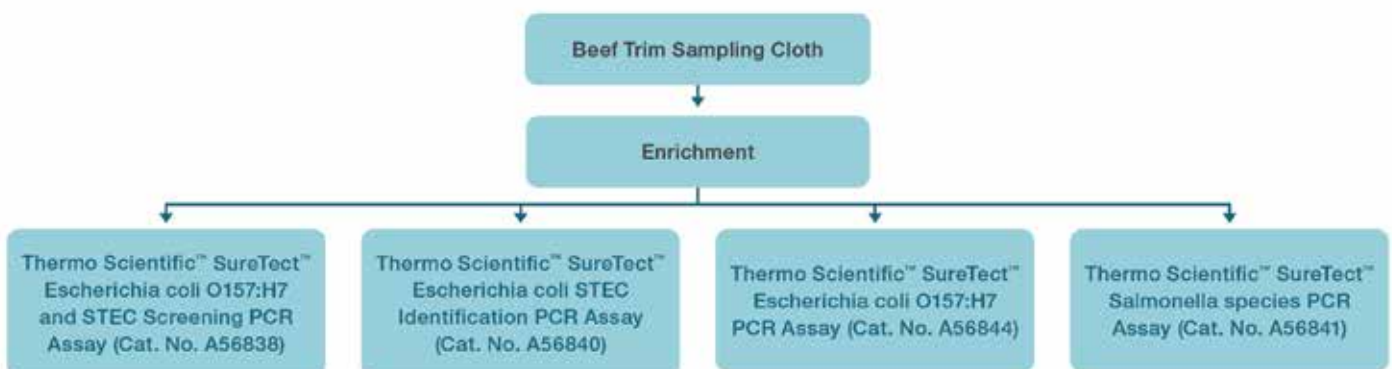 Beef Trim Sampling Cloth
Enrichment
Thermo Scientific™ SureTect™
Escherichia coli O157:H7
and STEC Screening PCR
Assay (Cat. No. A56838)
Thermo Scientific™ SureTect™
Escherichia coli STEC
Identification PCR Assay
(Cat. No. A56840)
Thermo Scientific™ SureTect™
Escherichia coli O157:H7
PCR Assay (Cat. No. A56844)
Thermo Scientific™ SureTect™
Salmonella species PCR
Assay (Cat. No. A56841)